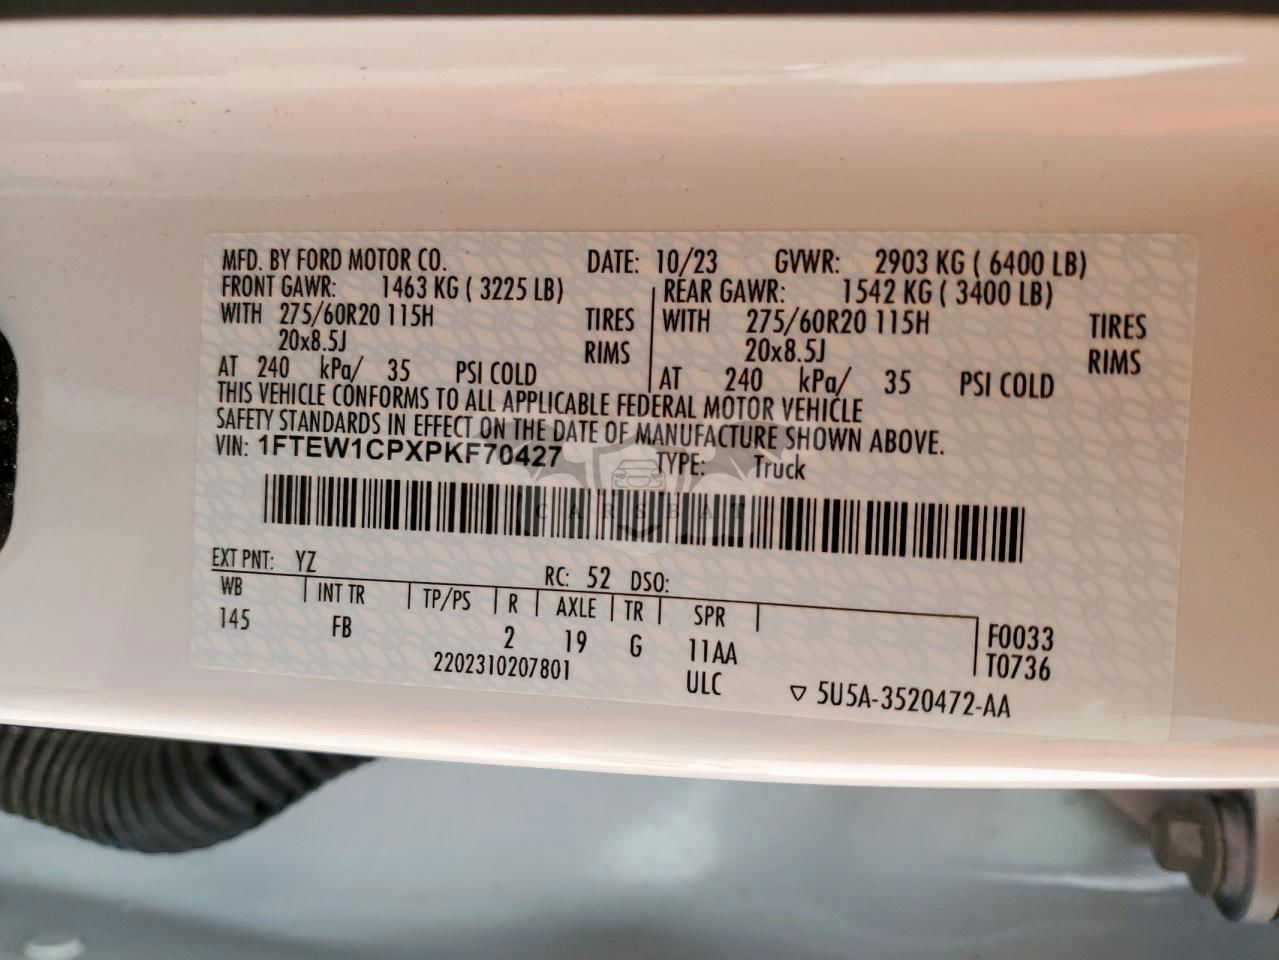 MFD. BY FORD MOTOR CO. DATE: 10/23 GVWR: 2903 KG ( 6400 LB)
FRONT GAWR: 1463 KG ( 3225 LB) REAR GAWR: 1542 KG ( 3400 LB)
WITH 275/60R20 115H TIRES WITH 275/60R20 115H TIRES
20x8.5J RIMS 20x8.5J RIMS
AT 240 kPa/ 35 PSI COLD AT 240 kPa/ 35 PSI COLD
THIS VEHICLE CONFORMS TO ALL APPLICABLE FEDERAL MOTOR VEHICLE
SAFETY STANDARDS IN EFFECT ON THE DATE OF MANUFACTURE SHOWN ABOVE.
VIN: 1FTEW1CPXPKF70427 TYPE: Truck
CARSBAT
EXT PNT: YZ RC: 52 DSO:
WB INT TR TP/PS R AXLE TR SPR
145 FB 2 19 G 11AA F0033
2202310207801 ULC T0736
▽ 5U5A-3520472-AA